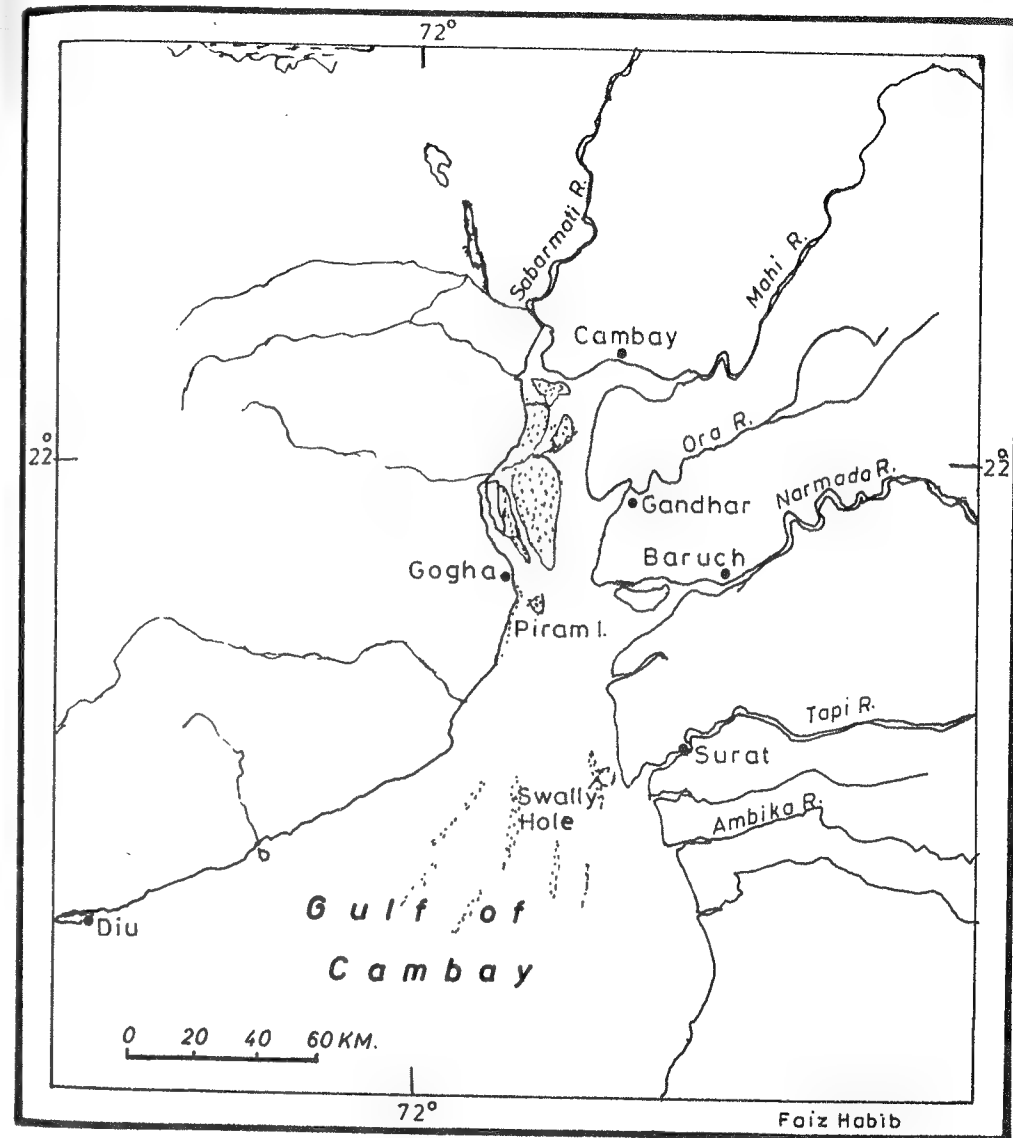 72°
Sabarmati R.
Mahi R.
Cambay
Ora R.
22°
22°
Narmada R.
Gandhar
Baruch
Gogha
Piram I.
Tapi R.
Surat
Swally
Hole
Ambika R.
Gulf of
Cambay
Diu
0 20 40 60 KM.
72°
Faiz Habib